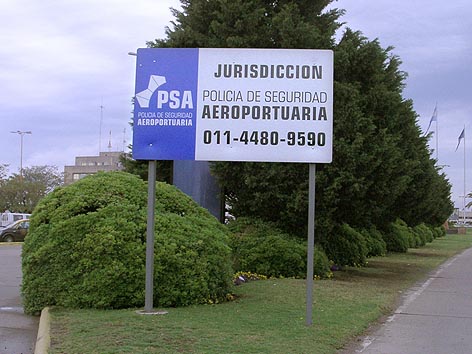 PSA
POLICIA DE SEGURIDAD
AEROPORTUARIA
JURISDICCION
POLICIA DE SEGURIDAD
AEROPORTUARIA
011-4480-9590